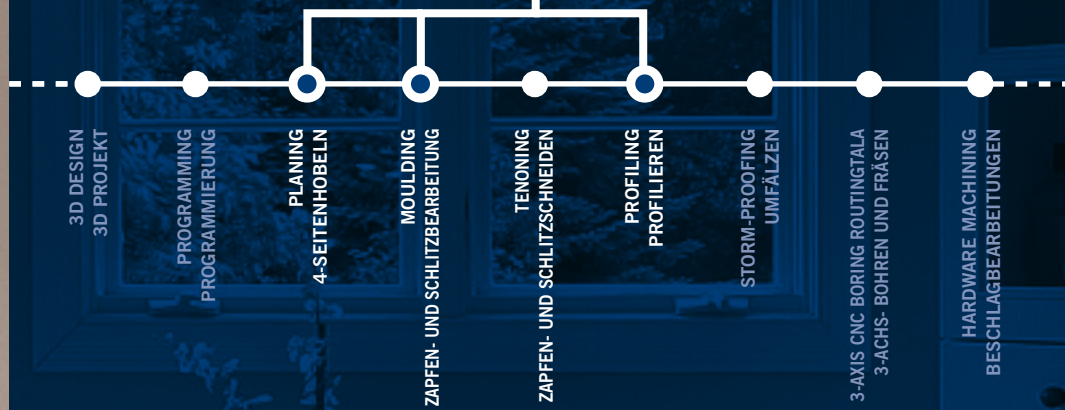 3D DESIGN
3D PROJEKT
PROGRAMMING
PROGRAMMIERUNG
PLANING
4-SEITENHOBELN
MOULDING
ZAPFEN- UND SCHLITZBEARBEITUNG
TENONING
ZAPFEN- UND SCHLITZSCHNEIDEN
PROFILING
PROFILIEREN
STORM-PROOFING
UMFÄLZEN
3-AXIS CNC BORING ROUTINGTALA
3-ACHS- BOHREN UND FRÄSEN
HARDWARE MACHINING
BESCHLAGBEARBEITUNGEN